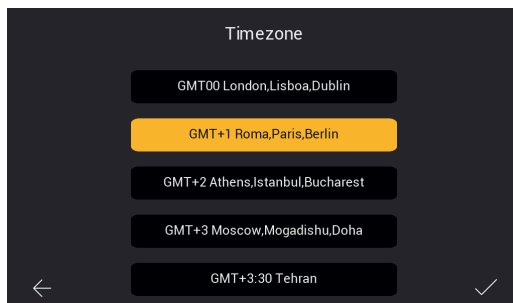 Timezone
GMT00 London,Lisboa,Dublin
GMT+1 Roma,Paris,Berlin
GMT+2 Athens,Istanbul,Bucharest
GMT+3 Moscow,Mogadishu,Doha
GMT+3:30 Tehran